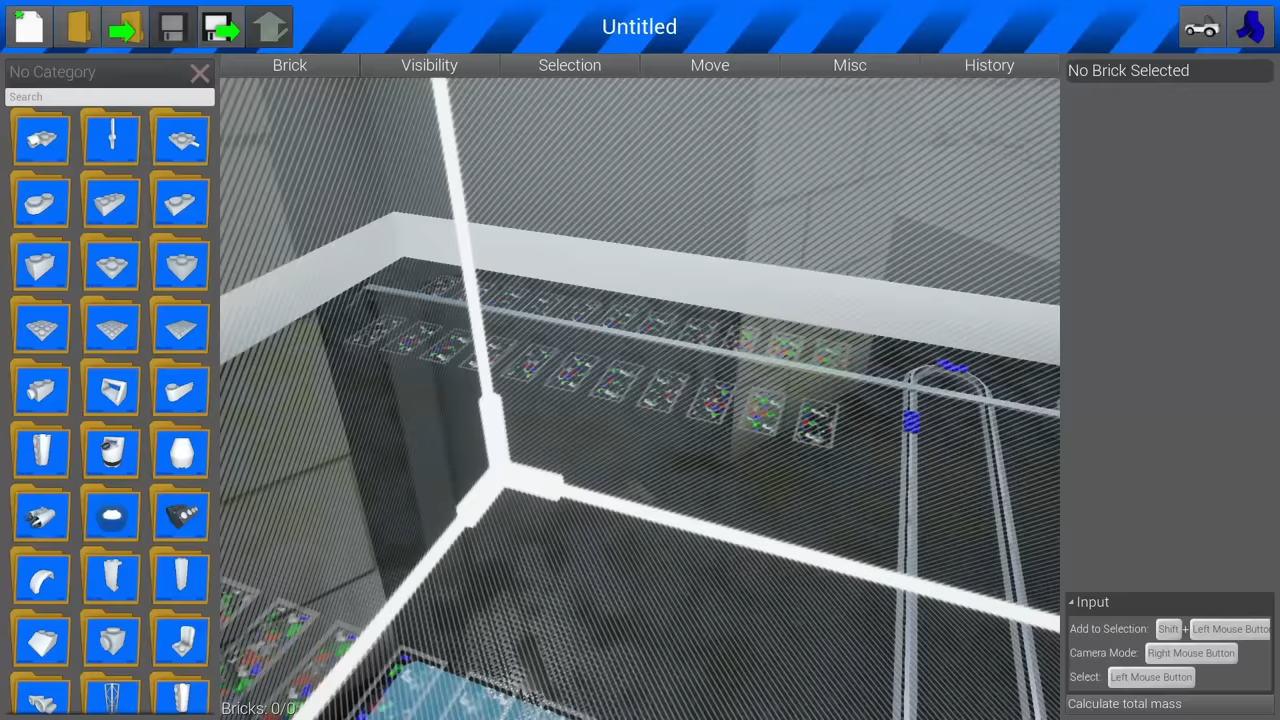 Untitled
No Category
Search
Brick
Visibility
Selection
Move
Misc
History
No Brick Selected
Bricks: 0/0
Input
Add to Selection: Shift + Left Mouse Butto
Camera Mode: Right Mouse Button
Select: Left Mouse Button
Calculate total mass